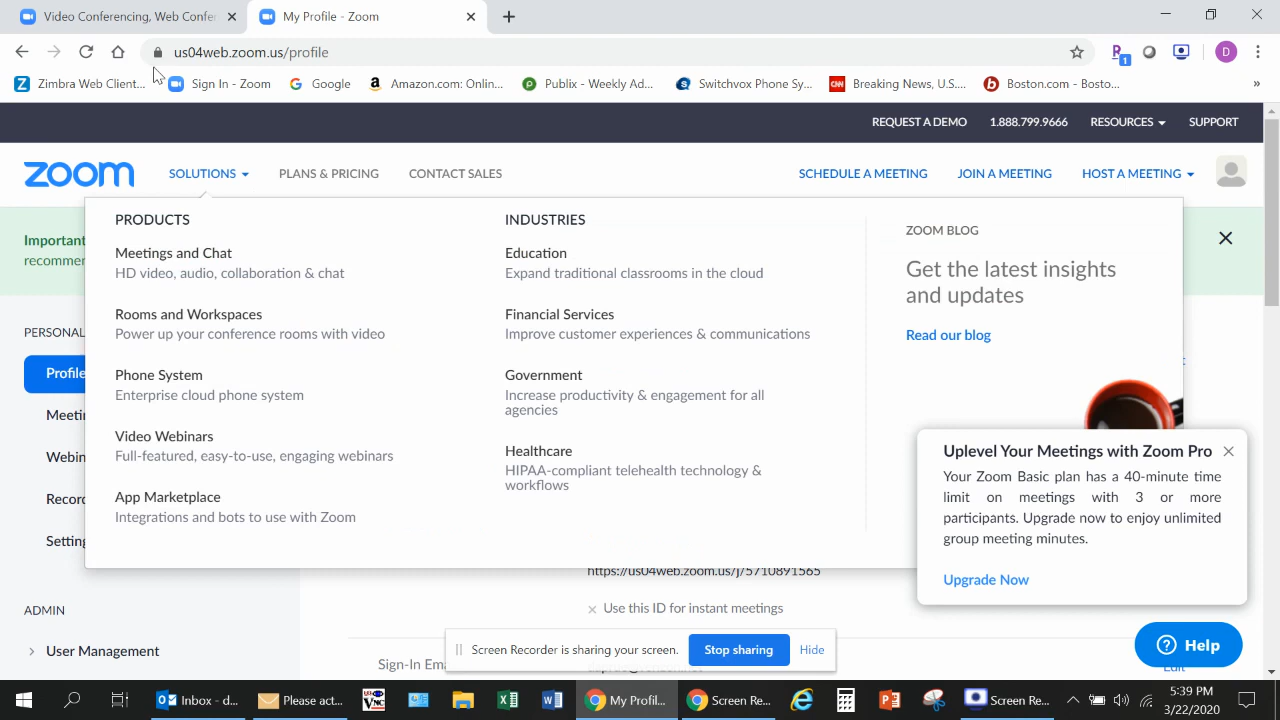 Video Conferencing, Web Confer
My Profile - Zoom
us04web.zoom.us/profile
R
1
D
Zimbra Web Client...
Sign In - Zoom
Google
Amazon.com: Onlin...
Publix - Weekly Ad...
Switchvox Phone Sy...
CNN
Breaking News, U.S....
Boston.com - Bosto...
»
REQUEST A DEMO
1.888.799.9666
RESOURCES
SUPPORT
zoom
SOLUTIONS
PLANS & PRICING
CONTACT SALES
SCHEDULE A MEETING
JOIN A MEETING
HOST A MEETING
Important
recommer
PERSONAL
Profile
Meetin
Webin
Record
Setting
ADMIN
User Management
PRODUCTS
Meetings and Chat
HD video, audio, collaboration & chat
Rooms and Workspaces
Power up your conference rooms with video
Phone System
Enterprise cloud phone system
Video Webinars
Full-featured, easy-to-use, engaging webinars
App Marketplace
Integrations and bots to use with Zoom
INDUSTRIES
Education
Expand traditional classrooms in the cloud
Financial Services
Improve customer experiences & communications
Government
Increase productivity & engagement for all
agencies
Healthcare
HIPAA-compliant telehealth technology &
workflows
ZOOM BLOG
Get the latest insights
and updates
Read our blog
Uplevel Your Meetings with Zoom Pro
Your Zoom Basic plan has a 40-minute time
limit on meetings with 3 or more
participants. Upgrade now to enjoy unlimited
group meeting minutes.
Upgrade Now
https://us04web.zoom.us/j/5710891565
Use this ID for instant meetings
Sign-In Ema
Edit
Screen Recorder is sharing your screen.
Stop sharing
Hide
Help
Inbox - d...
Please act...
My Profil...
Screen Re...
Screen Re...
5:39 PM
3/22/2020